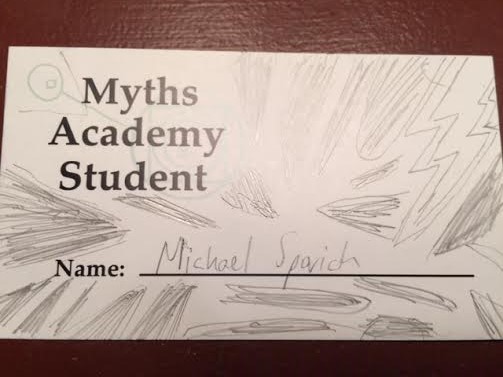 Myths
Academy
Student
Name: Michael Sparich